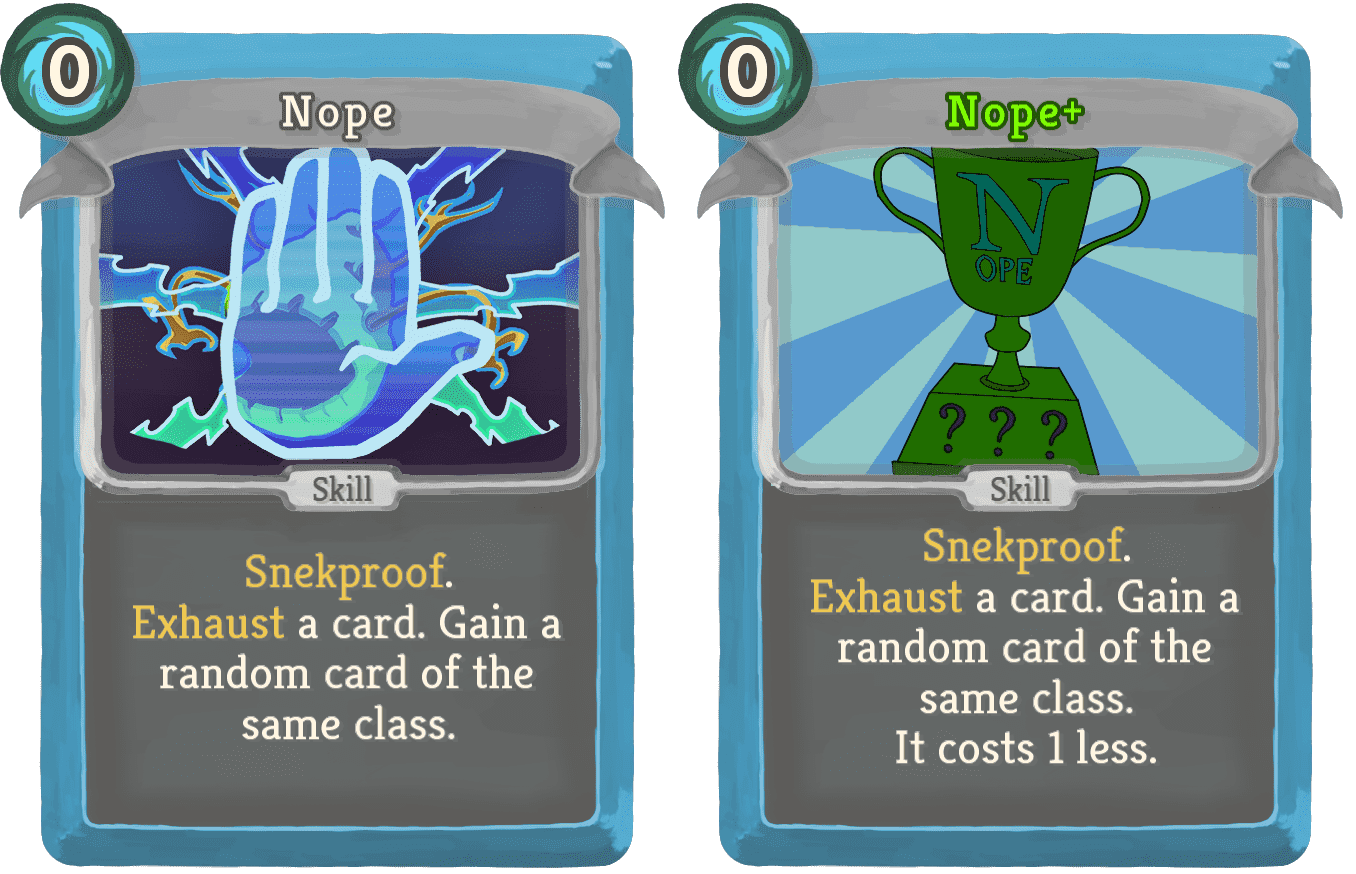 0
Nope
Skill
Snekproof.
Exhaust a card. Gain a
random card of the
same class.
0
Nope+
N
OPE
? ? ?
Skill
Snekproof.
Exhaust a card. Gain a
random card of the
same class.
It costs 1 less.